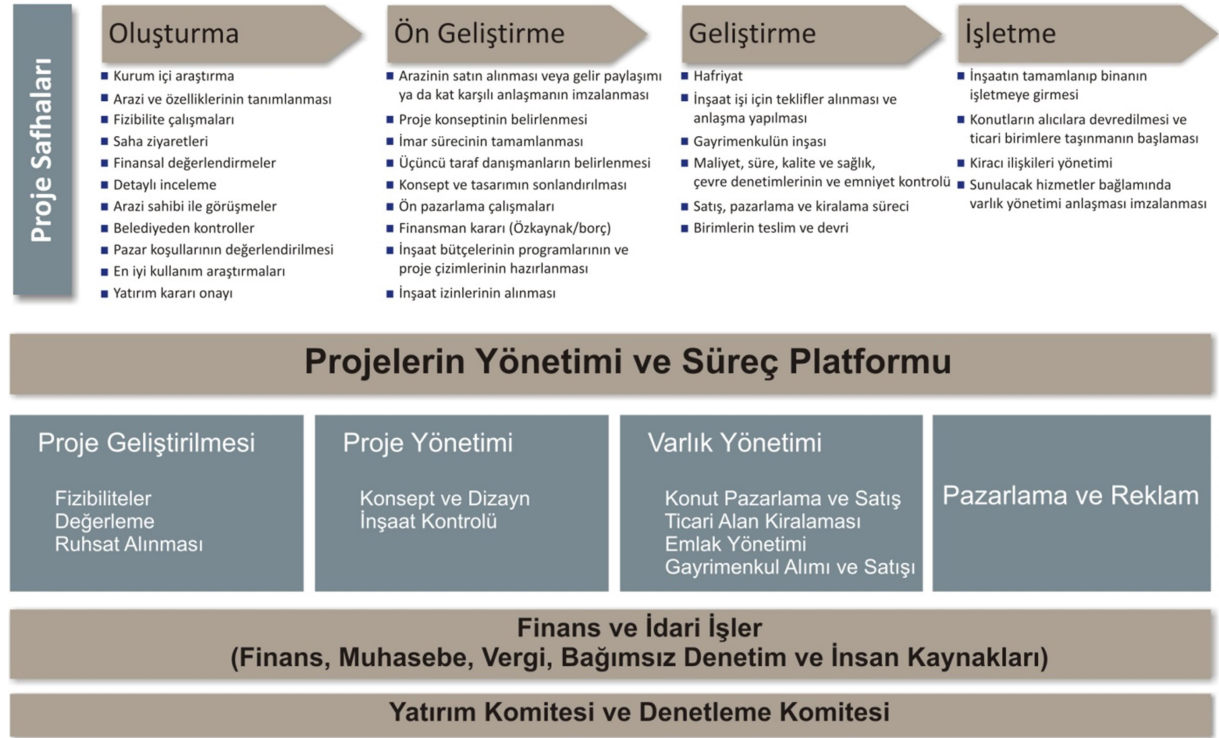 Proje Safhaları
Oluşturma
Kurum içi araştırma
Arazi ve özelliklerinin tanımlanması
Fizibilite çalışmaları
Saha ziyaretleri
Finansal değerlendirmeler
Detaylı inceleme
Arazi sahibi ile görüşmeler
Belediyeden kontroller
Pazar koşullarının değerlendirilmesi
En iyi kullanım araştırmaları
Yatırım kararı onayı
Ön Geliştirme
Arazinin satın alınması veya gelir paylaşımı
ya da kat karşılı anlaşmanın imzalanması
Proje konseptinin belirlenmesi
İmar sürecinin tamamlanması
Üçüncü taraf danışmanların belirlenmesi
Konsept ve tasarımın sonlandırılması
Ön pazarlama çalışmaları
Finansman kararı (Özkaynak/borç)
İnşaat bütçelerinin programlarının ve
proje çizimlerinin hazırlanması
İnşaat izinlerinin alınması
Geliştirme
Hafriyat
İnşaat işi için teklifler alınması ve
anlaşma yapılması
Gayrimenkulün inşası
Maliyet, süre, kalite ve sağlık,
çevre denetimlerinin ve emniyet kontrolü
Satış, pazarlama ve kiralama süreci
Birimlerin teslim ve devri
İşletme
İnşaatın tamamlanıp binanın
işletmeye girmesi
Konutların alıcılara devredilmesi ve
ticari birimlere taşınmanın başlaması
Kiracı ilişkileri yönetimi
Sunulacak hizmetler bağlamında
varlık yönetimi anlaşması imzalanması
Projelerin Yönetimi ve Süreç Platformu
Proje Geliştirilmesi
Fizibiliteler
Değerleme
Ruhsat Alınması
Proje Yönetimi
Konsept ve Dizayn
İnşaat Kontrolü
Varlık Yönetimi
Konut Pazarlama ve Satış
Ticari Alan Kiralaması
Emlak Yönetimi
Gayrimenkul Alımı ve Satışı
Pazarlama ve Reklam
Finans ve İdari İşler
(Finans, Muhasebe, Vergi, Bağımsız Denetim ve İnsan Kaynakları)
Yatırım Komitesi ve Denetleme Komitesi